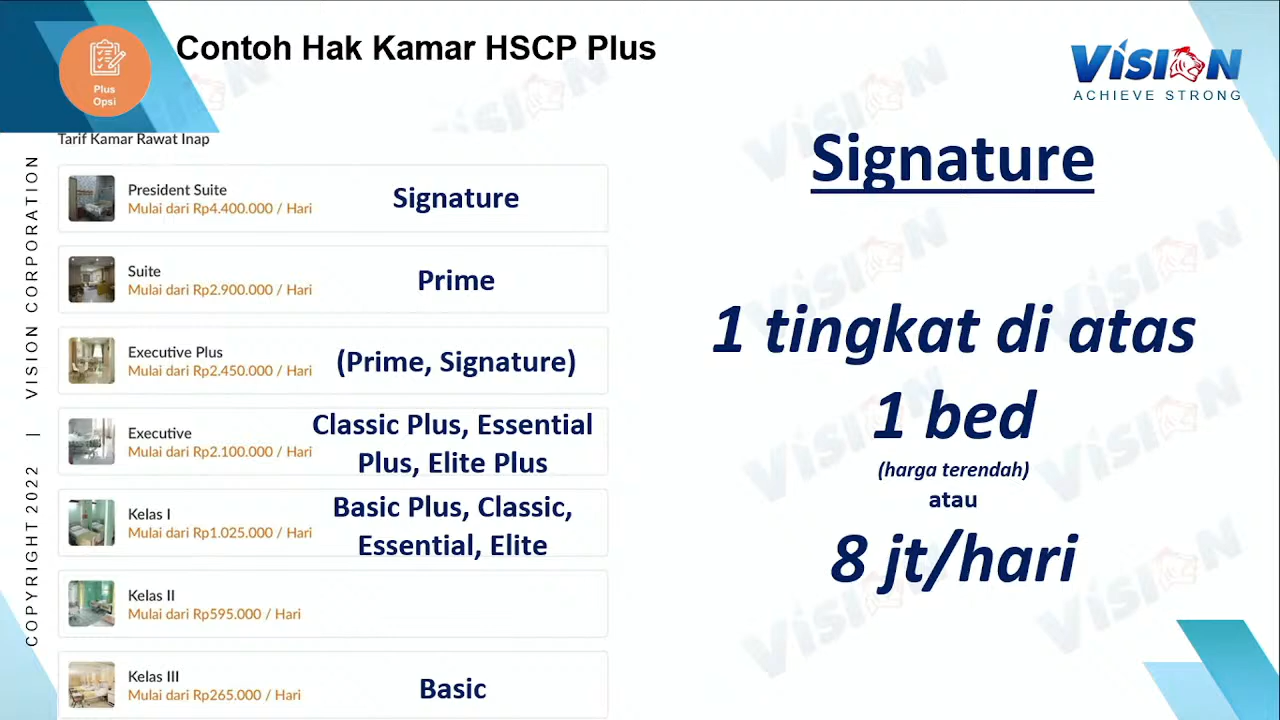 Plus
Opsi
Contoh Hak Kamar HSCP Plus
VISION
ACHIEVE STRONG
COPYRIGHT 2022 | VISION CORPORATION
Tarif Kamar Rawat Inap
President Suite
Mulai dari Rp4.400.000 / Hari
Signature
Suite
Mulai dari Rp2.900.000 / Hari
Prime
Executive Plus
Mulai dari Rp2.450.000 / Hari
(Prime, Signature)
Executive
Mulai dari Rp2.100.000 / Hari
Classic Plus, Essential
Plus, Elite Plus
Kelas I
Mulai dari Rp1.025.000 / Hari
Basic Plus, Classic,
Essential, Elite
Kelas II
Mulai dari Rp595.000 / Hari
Kelas III
Mulai dari Rp265.000 / Hari
Basic
Signature
1 tingkat di atas
1 bed
(harga terendah)
atau
8 jt/hari